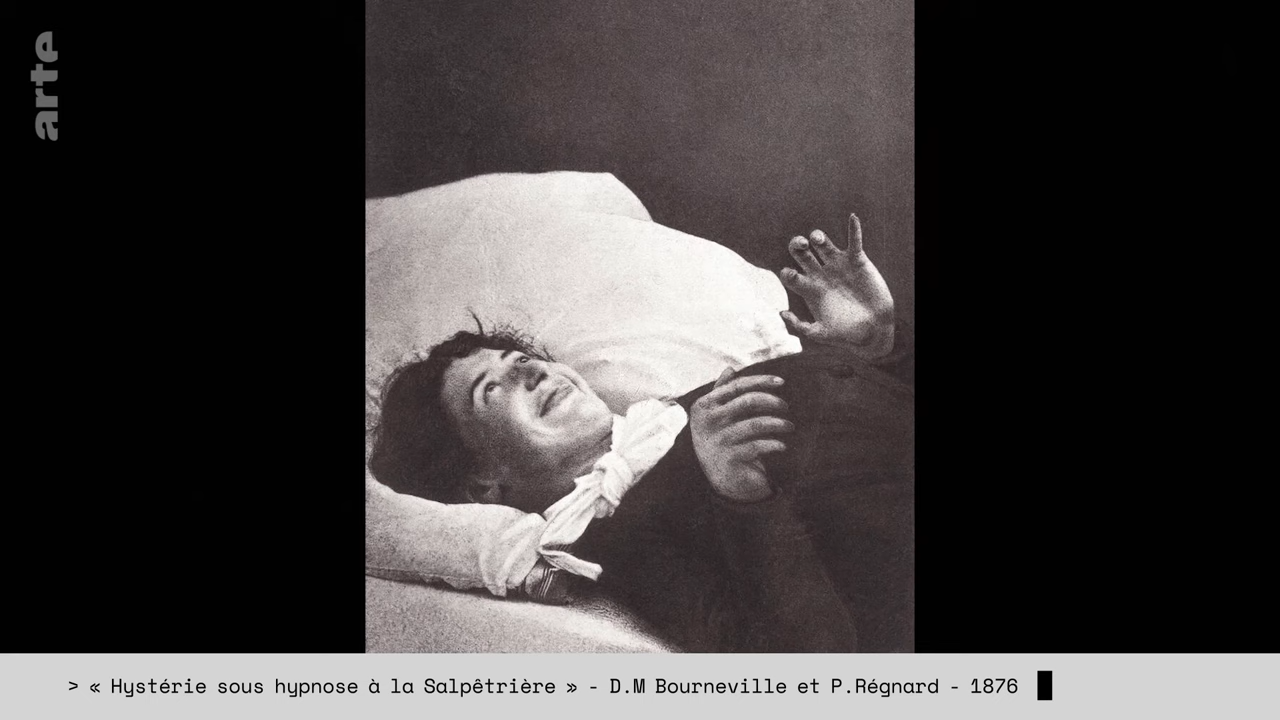 arte
> « Hystérie sous hypnose à la Salpêtrière » - D.M Bourneville et P.Régnard - 1876